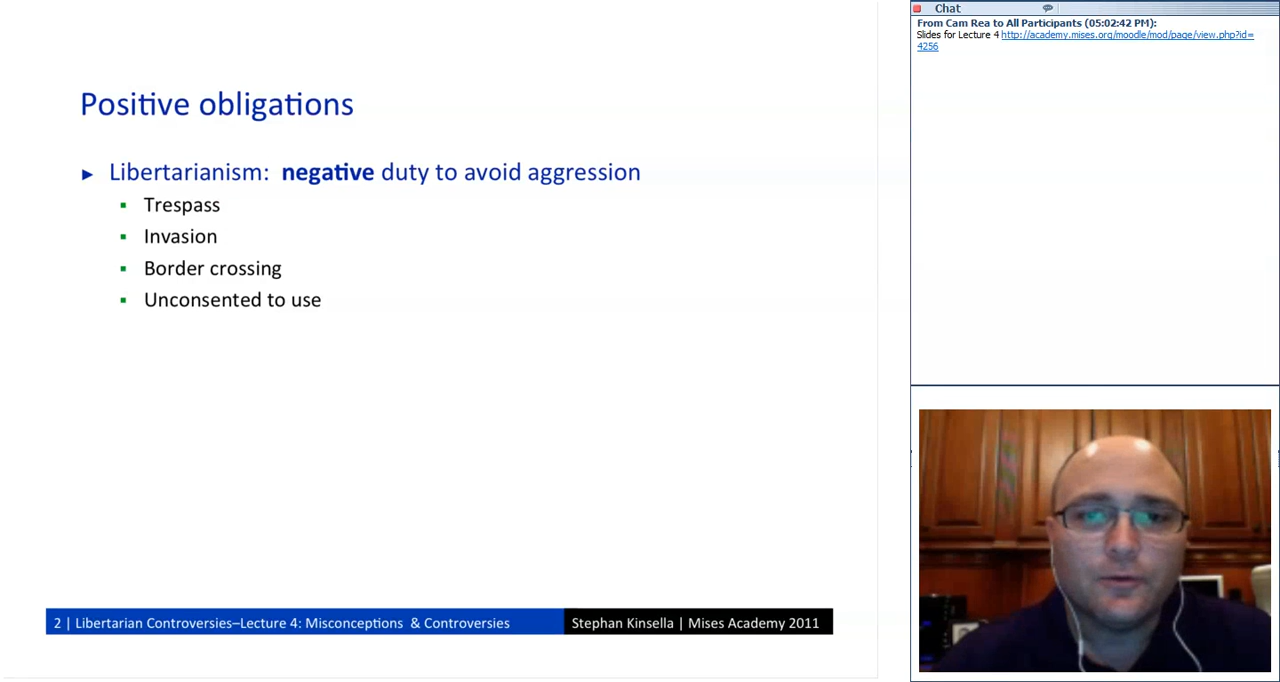 Positive obligations
► Libertarianism: negative duty to avoid aggression
▪ Trespass
▪ Invasion
▪ Border crossing
▪ Unconsented to use
2 | Libertarian Controversies–Lecture 4: Misconceptions & Controversies
Stephan Kinsella | Mises Academy 2011
Chat
From Cam Rea to All Participants (05:02:42 PM):
Slides for Lecture 4 http://academy.mises.org/moodle/mod/page/view.php?id=
4256